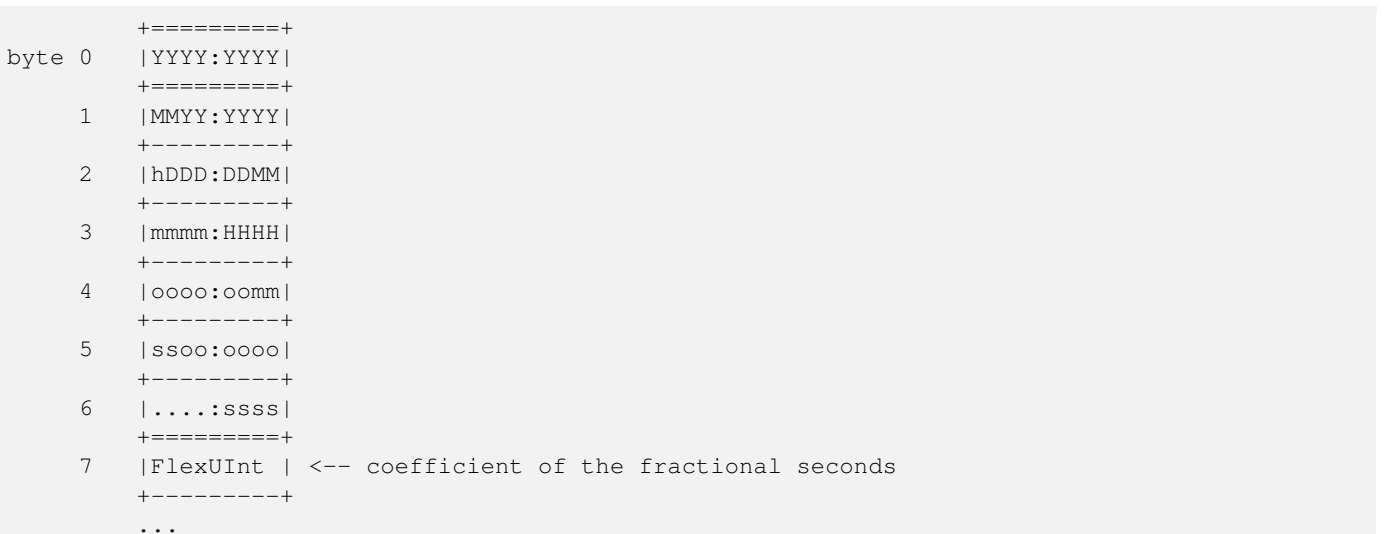 +=========+
byte 0 |YYYY:YYYY|
+=========+
1 |MMYY:YYYY|
+---------+
2 |hDDD:DDMM|
+---------+
3 |mmmm:HHHH|
+---------+
4 |oooo:oomm|
+---------+
5 |ssoo:oooo|
+---------+
6 |....:ssss|
+=========+
7 |FlexUInt | <-- coefficient of the fractional seconds
+---------+
...